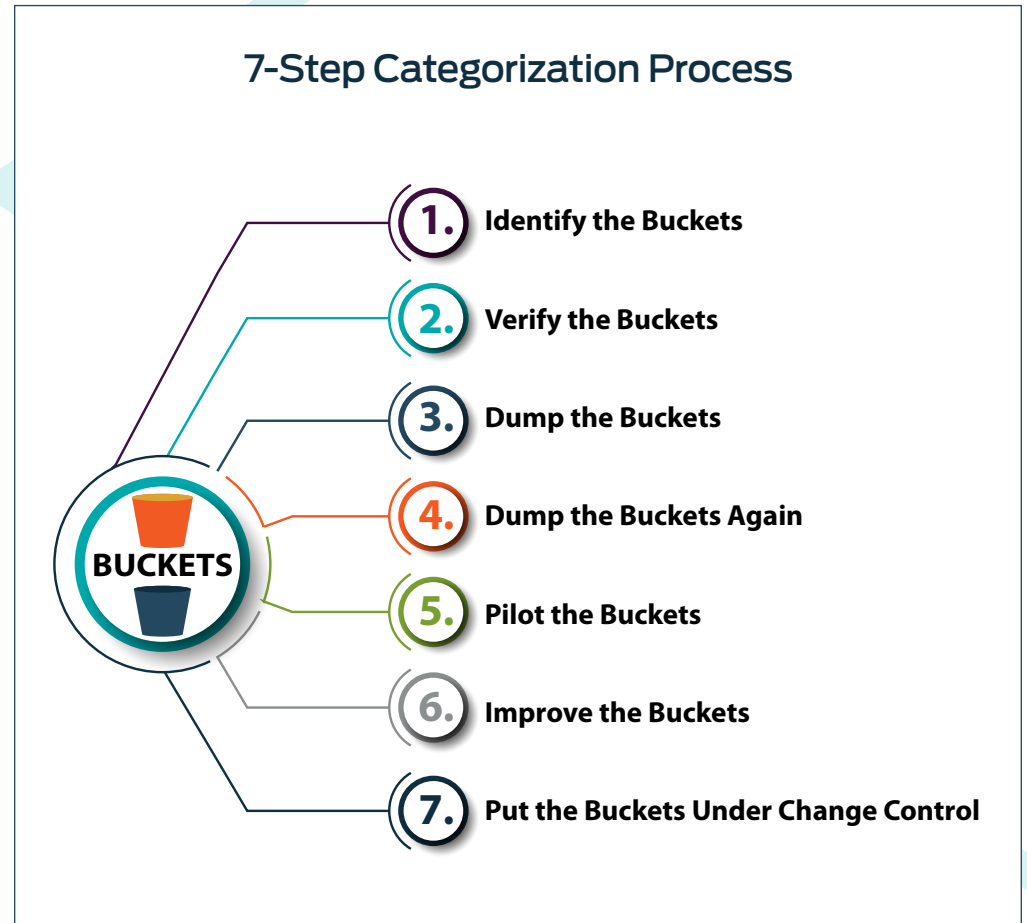 7-Step Categorization Process
1. Identify the Buckets
2. Verify the Buckets
3. Dump the Buckets
4. Dump the Buckets Again
BUCKETS
5. Pilot the Buckets
6. Improve the Buckets
7. Put the Buckets Under Change Control